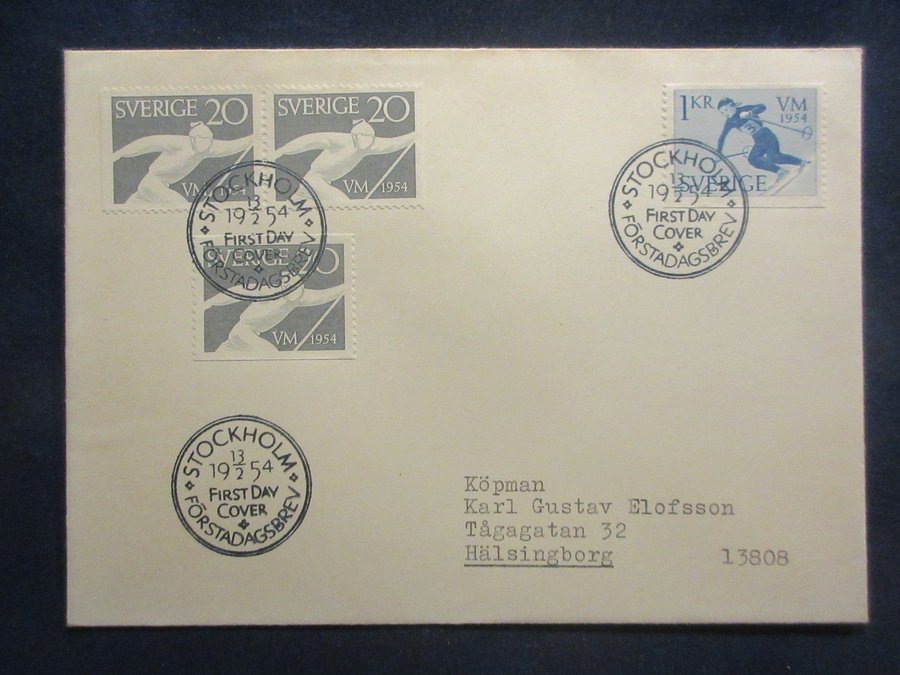 SVERIGE 20
VM 1954
SVERIGE 20
VM 1954
1 KR VM
1954
SVERIGE
STOCKHOLM
13
19 2 54
FIRST DAY
COVER
FÖRSTADAGSBREV
STOCKHOLM
13
19 2 54
FIRST DAY
COVER
FÖRSTADAGSBREV
SVERIGE 20
VM 1954
STOCKHOLM
13
19 2 54
FIRST DAY
COVER
FÖRSTADAGSBREV
Köpman
Karl Gustav Elofsson
Tågagatan 32
Hälsingborg 13808